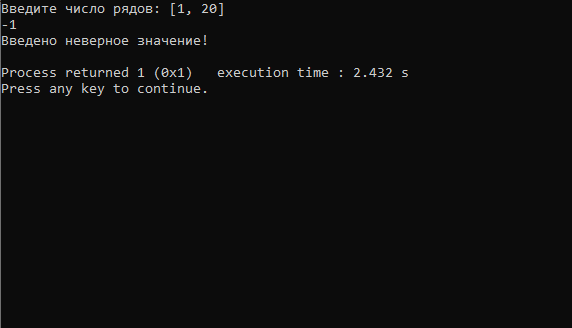 Введите число рядов: [1, 20]
-1
Введено неверное значение!
Process returned 1 (0x1)   execution time : 2.432 s
Press any key to continue.